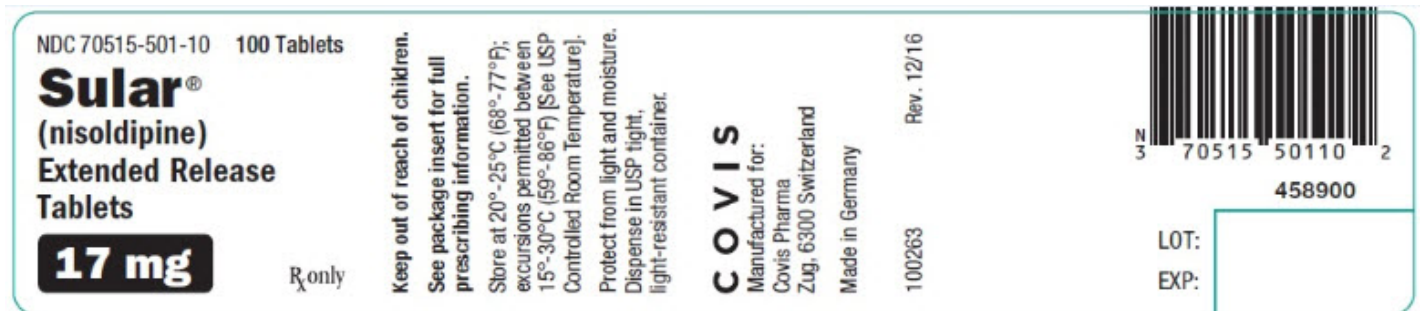 NDC 70515-501-10 100 Tablets
Sular®
(nisoldipine)
Extended Release
Tablets
17 mg
Rx only
Keep out of reach of children.
See package insert for full
prescribing information.
Store at 20°-25°C (68°-77°F);
excursions permitted between
15°-30°C (59°-86°F) [See USP
Controlled Room Temperature].
Protect from light and moisture.
Dispense in USP tight,
light-resistant container.
COVIS
Manufactured for:
Covis Pharma
Zug, 6300 Switzerland
Made in Germany
100263 Rev. 12/16
N
3 70515 50110 2
458900
LOT:
EXP: